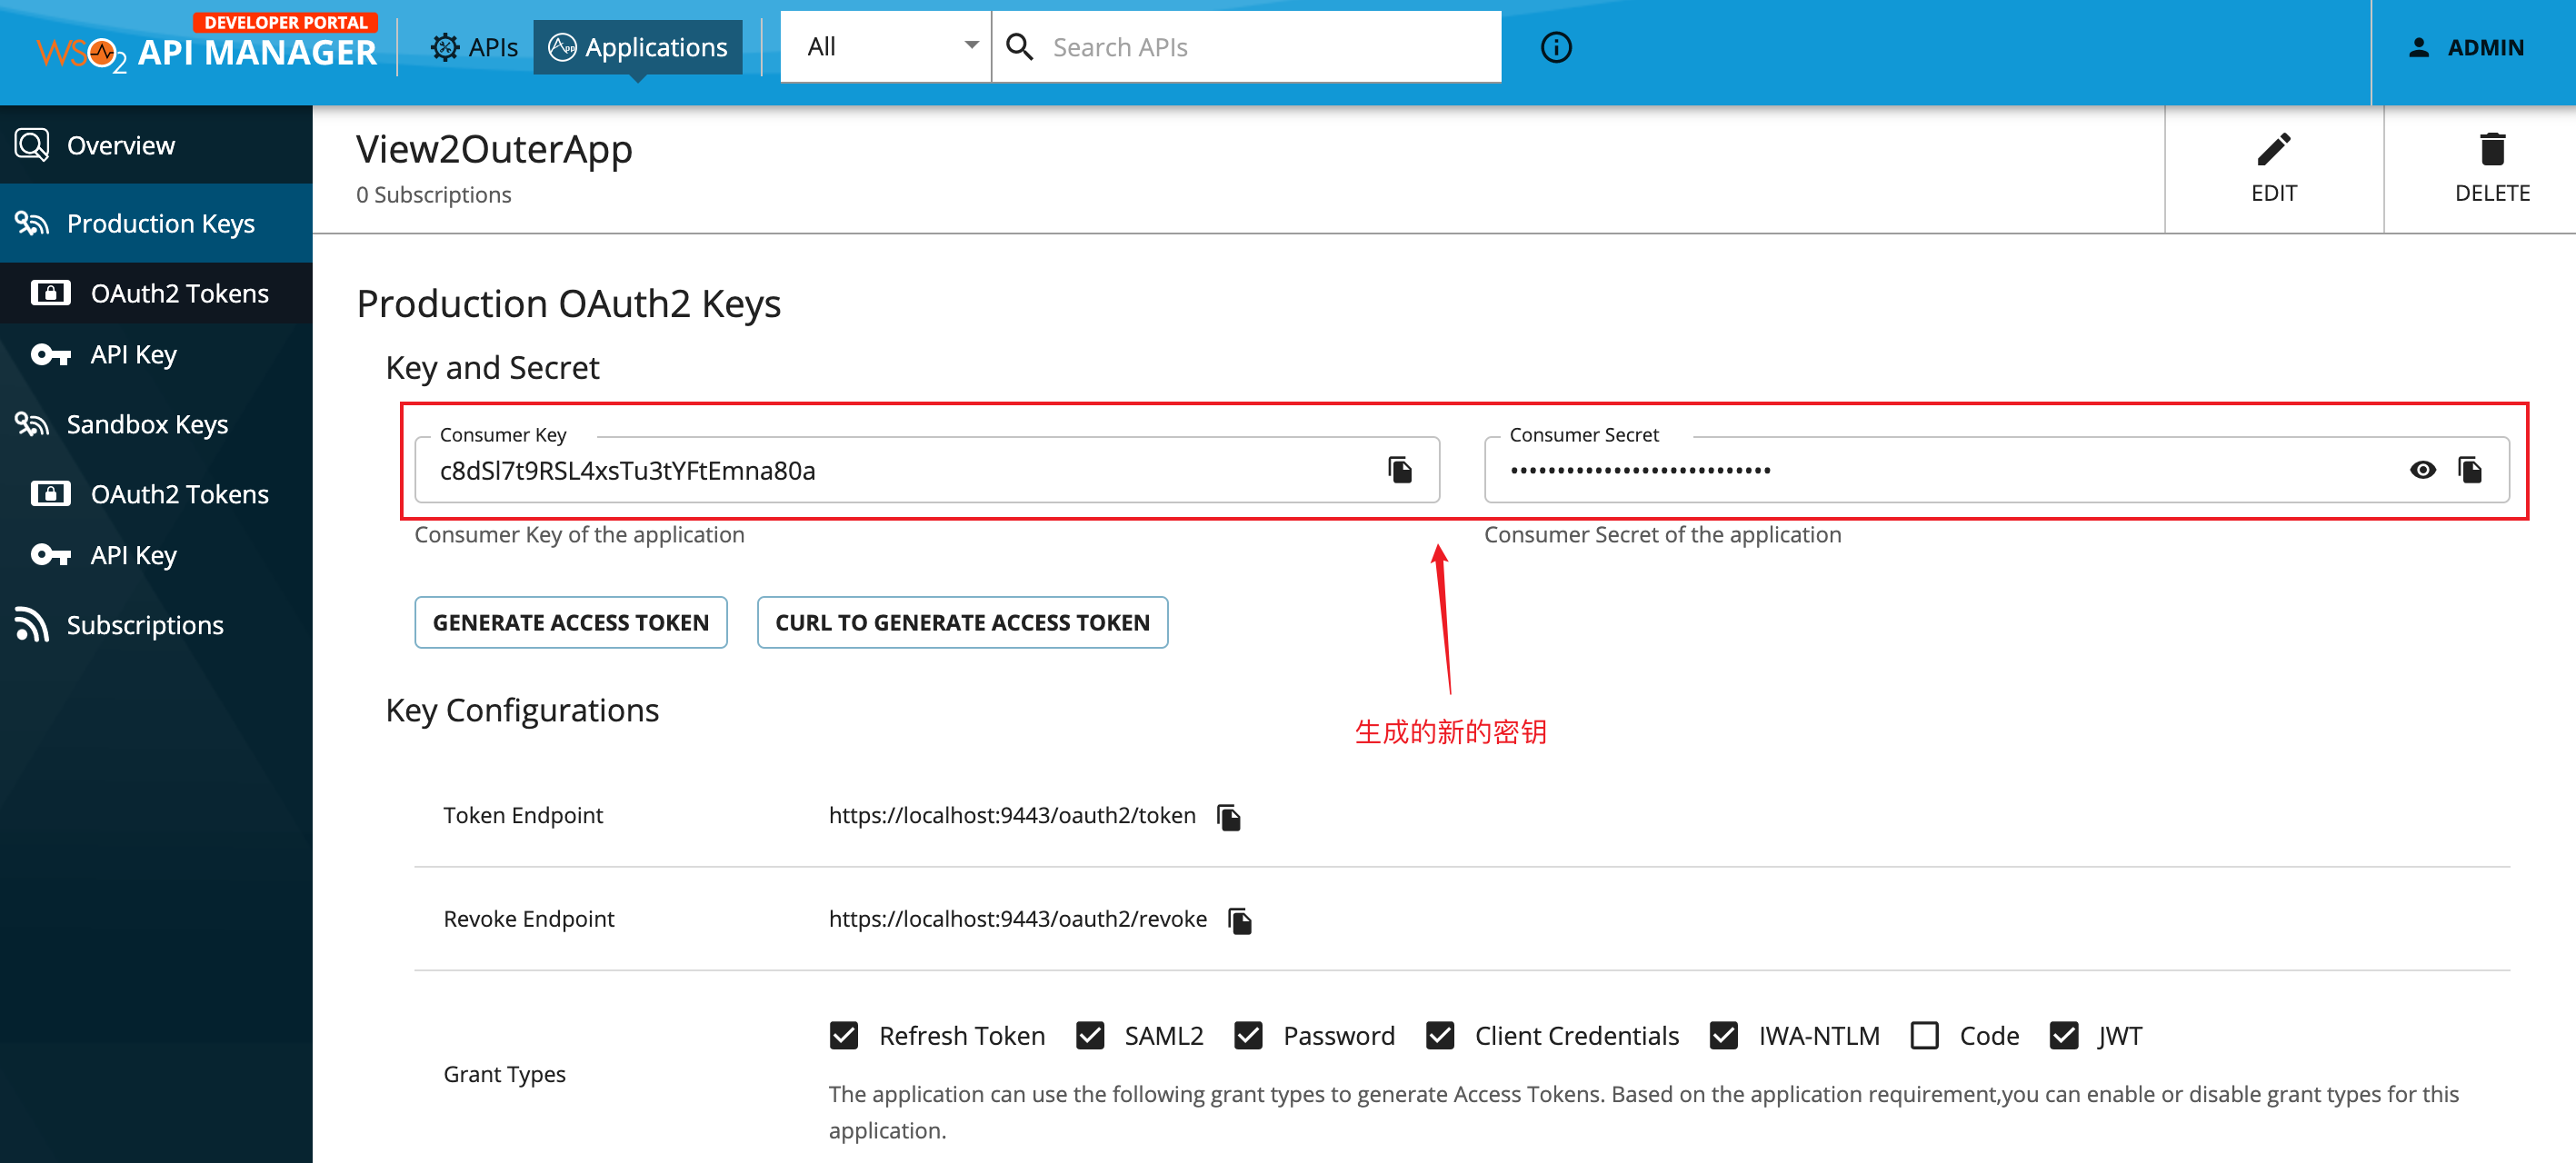 DEVELOPER PORTAL
WSO2 API MANAGER
APIs
Applications
All
Search APIs
ADMIN
Overview
Production Keys
OAuth2 Tokens
API Key
Sandbox Keys
OAuth2 Tokens
API Key
Subscriptions
View2OuterApp
0 Subscriptions
EDIT
DELETE
Production OAuth2 Keys
Key and Secret
Consumer Key
c8dSl7t9RSL4xsTu3tYFtEmna80a
Consumer Key of the application
Consumer Secret
••••••••••••••••••••••••••••
Consumer Secret of the application
GENERATE ACCESS TOKEN
CURL TO GENERATE ACCESS TOKEN
生成的新的密钥
Key Configurations
Token Endpoint
https://localhost:9443/oauth2/token
Revoke Endpoint
https://localhost:9443/oauth2/revoke
Grant Types
Refresh Token SAML2 Password Client Credentials IWA-NTLM Code JWT
The application can use the following grant types to generate Access Tokens. Based on the application requirement,you can enable or disable grant types for this
application.